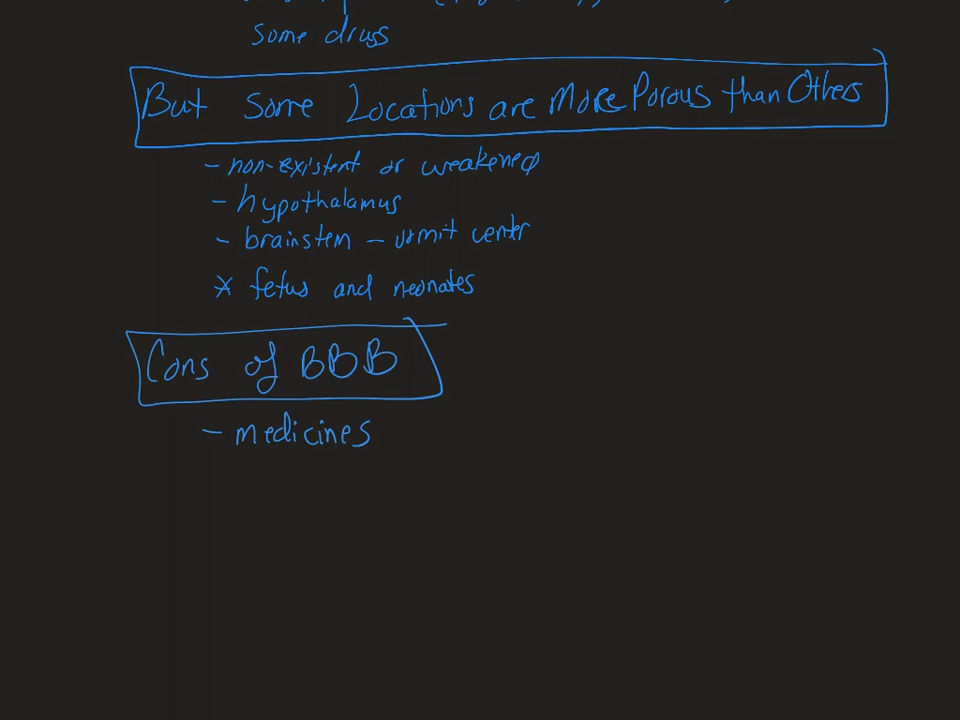 some drugs
But Some Locations are More Porous than Others
- non-existent or weakened
- hypothalamus
- brainstem - vomit center
* fetus and neonates
Cons of BBB
- medicines